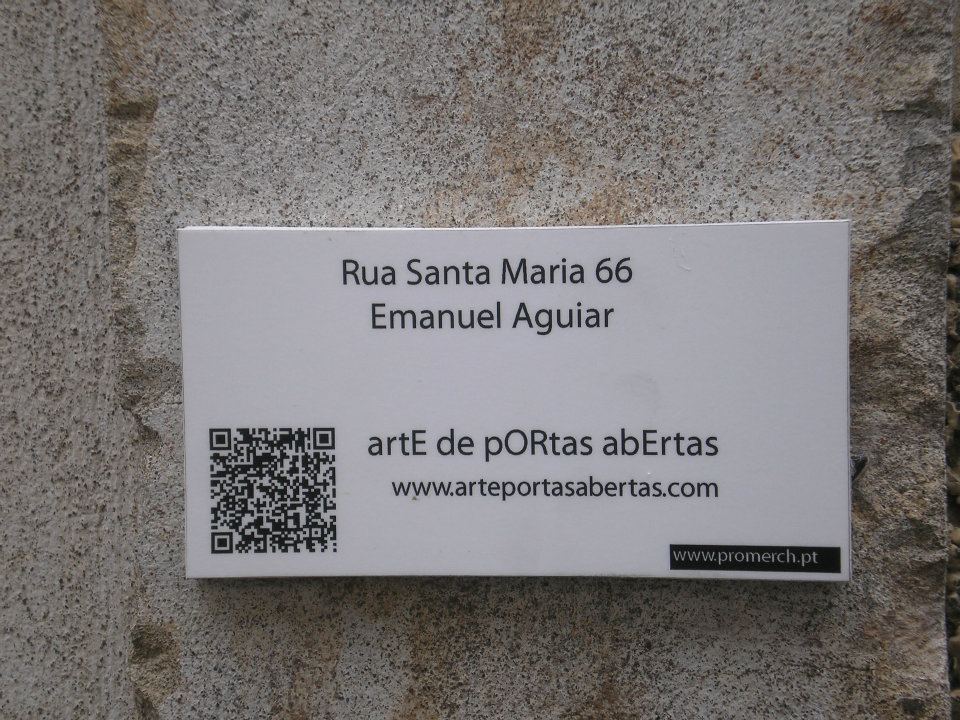 Rua Santa Maria 66
Emanuel Aguiar
artE de pORtas abErtas
www.arteportasabertas.com
www.promerch.pt